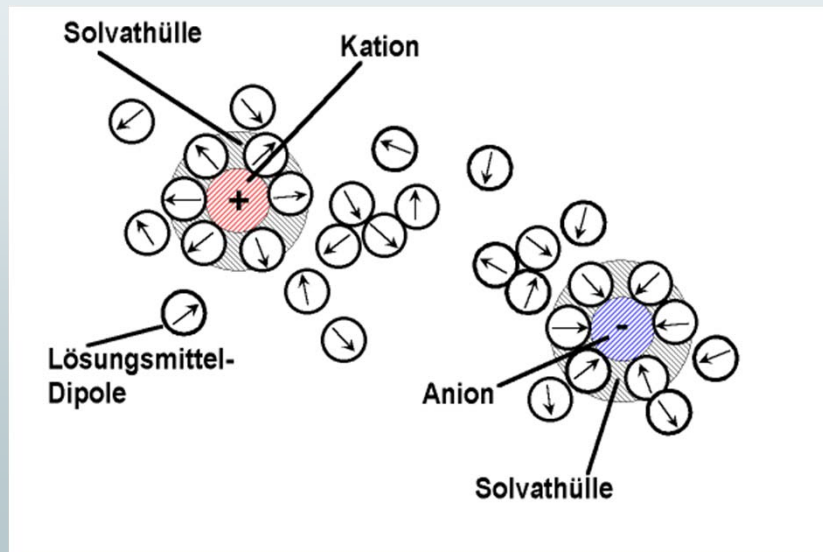 Solvathülle
Kation
+
Lösungsmittel-
Dipole
-
Anion
Solvathülle